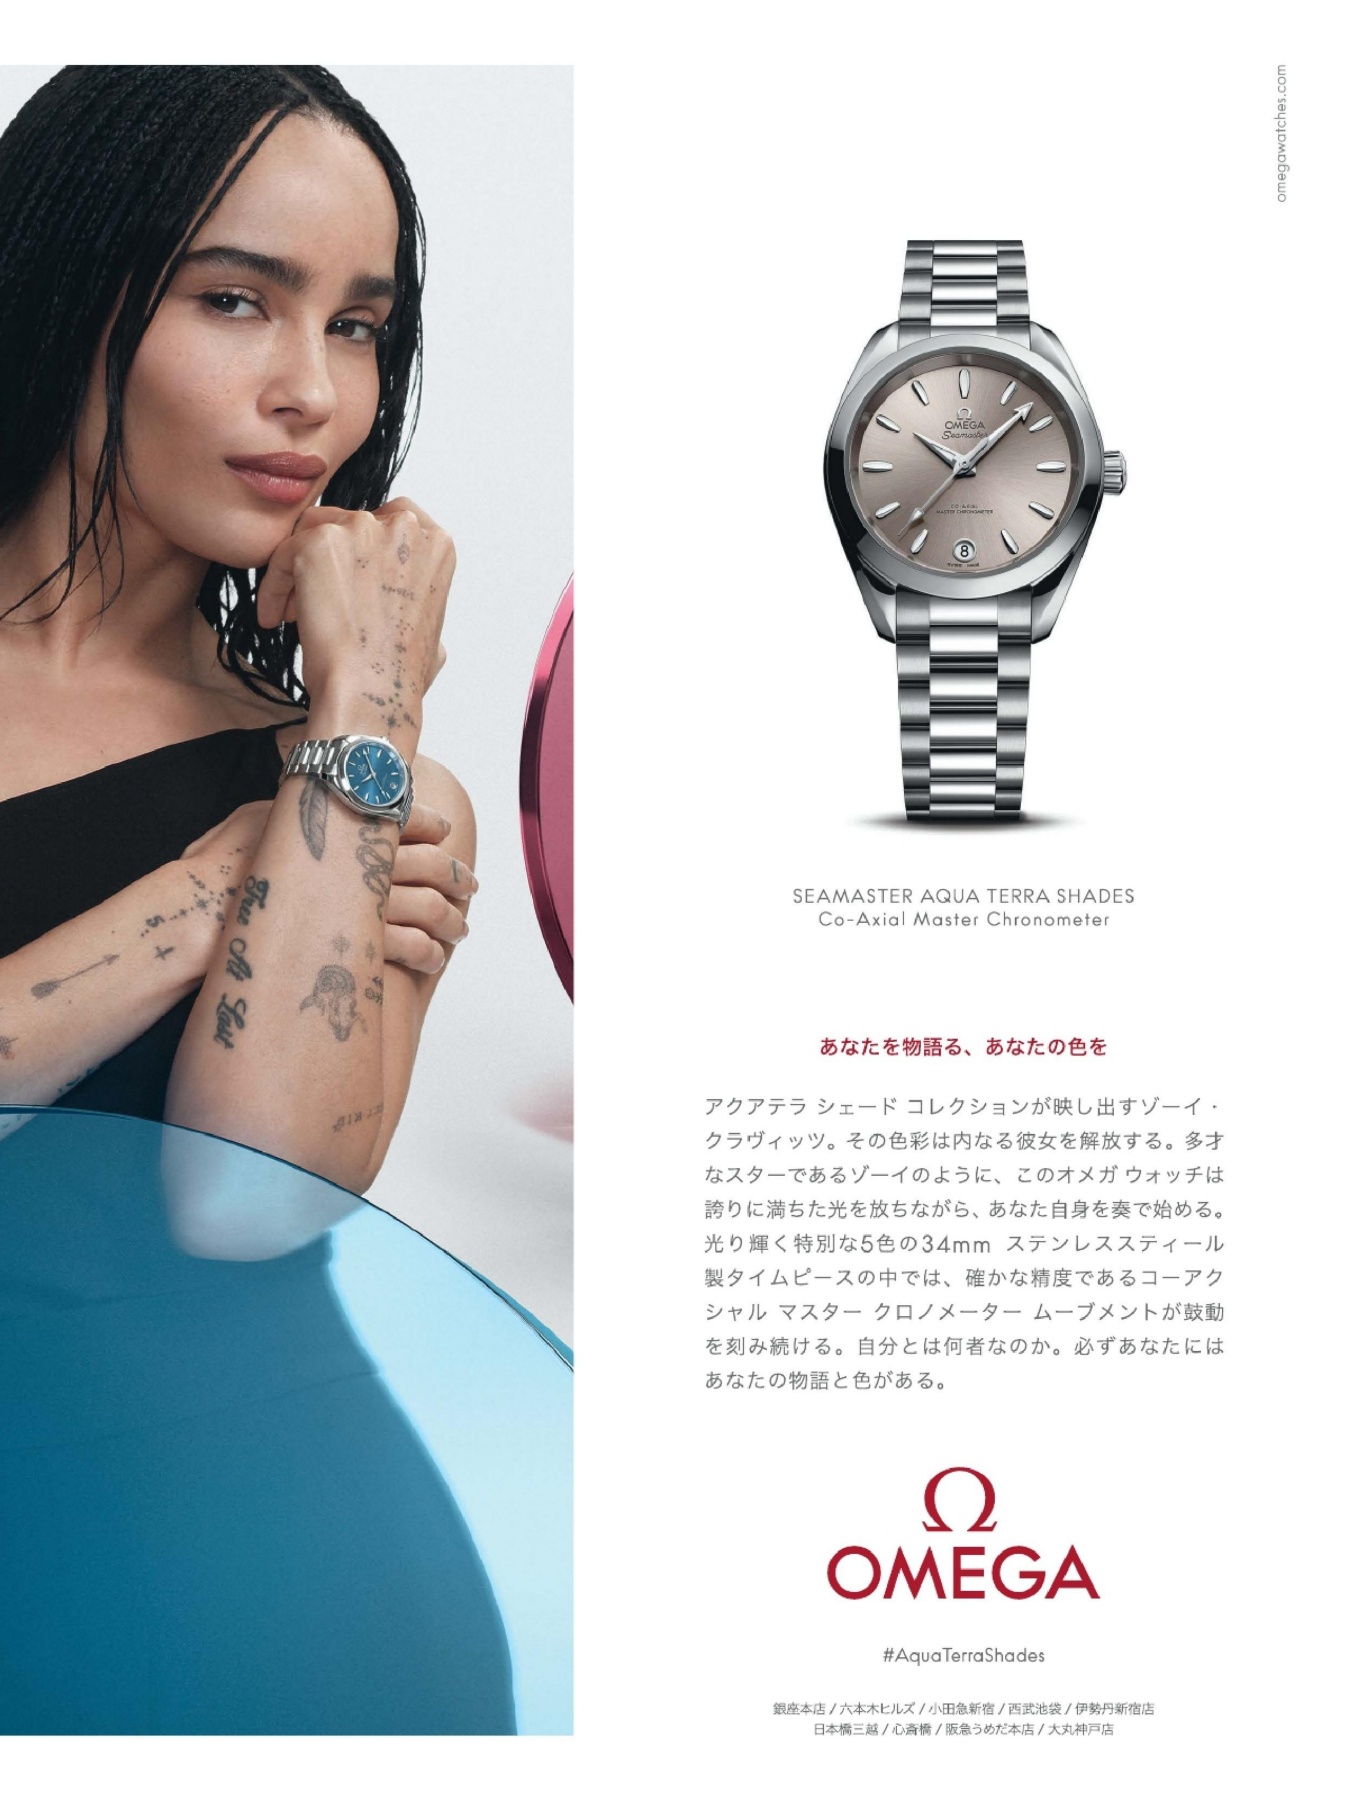 omegawatches.com
OMEGA
Seamaster
CO-AXIAL
MASTER CHRONOMETER
8
True At Last
SEAMASTER AQUA TERRA SHADES
Co-Axial Master Chronometer
あなたを物語る、あなたの色を
アクアテラ シェード コレクションが映し出すゾーイ・
クラヴィッツ。その色彩は内なる彼女を解放する。多才
なスターであるゾーイのように、このオメガ ウォッチは
誇りに満ちた光を放ちながら、あなた自身を奏で始める。
光り輝く特別な5色の34mm ステンレススティール
製タイムピースの中では、確かな精度であるコーアク
シャル マスター クロノメーター ムーブメントが鼓動
を刻み続ける。自分とは何者なのか。必ずあなたには
あなたの物語と色がある。
Ω
OMEGA
#AquaTerraShades
銀座本店 / 六本木ヒルズ / 小田急新宿 / 西武池袋 / 伊勢丹新宿店
日本橋三越 / 心斎橋 / 阪急うめだ本店 / 大丸神戸店